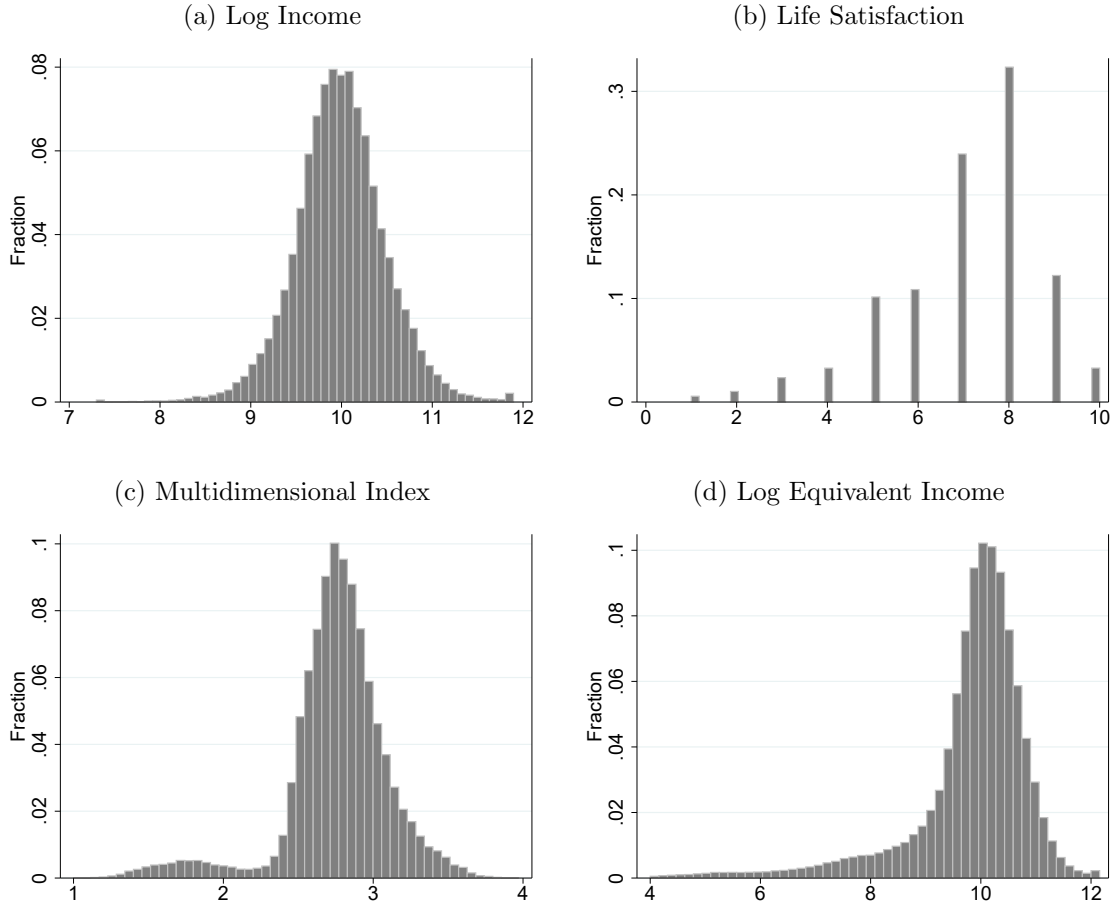 (a) Log Income
Fraction
0 .02 .04 .06 .08
7 8 9 10 11 12
(b) Life Satisfaction
Fraction
0 .1 .2 .3
0 2 4 6 8 10
(c) Multidimensional Index
Fraction
0 .02 .04 .06 .08 .1
1 2 3 4
(d) Log Equivalent Income
Fraction
0 .02 .04 .06 .08 .1
4 6 8 10 12